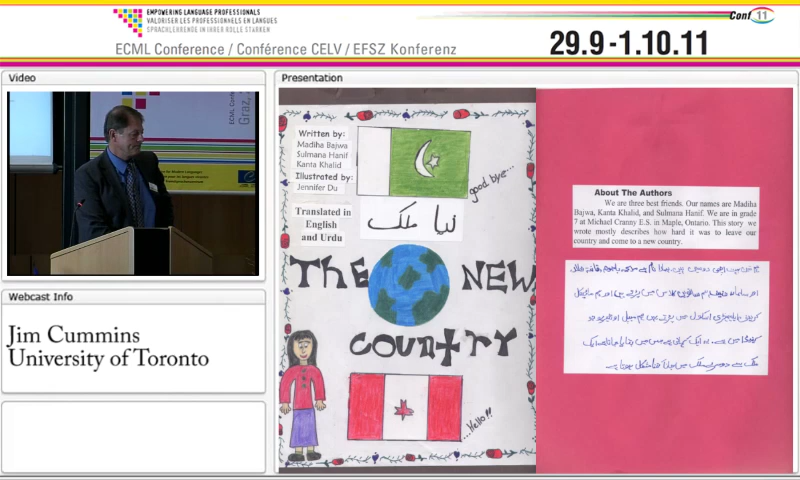 EMPOWERING LANGUAGE PROFESSIONALS
VALORISER LES PROFESSIONNELS EN LANGUES
SPRACHLEHRENDE IN IHRER ROLLE STÄRKEN
ECML Conference / Conférence CELV / EFSZ Konferenz
29.9-1.10.11
Conf 11
Video
ECML Conf
Graz,
Webcast Info
Jim Cummins
University of Toronto
Presentation
Written by:
Madiha Bajwa
Sulmana Hanif
Kanta Khalid
Illustrated by:
Jennifer Du
good bye...
Translated in
English
and Urdu
نیا ملک
THE NEW
COUNTRY
...Hello!!
About The Authors
We are three best friends. Our names are Madiha
Bajwa, Kanta Khalid, and Sulmana Hanif. We are in grade
7 at Michael Cranny E.S. in Maple, Ontario. This story we
wrote mostly describes how hard it was to leave our
country and come to a new country.